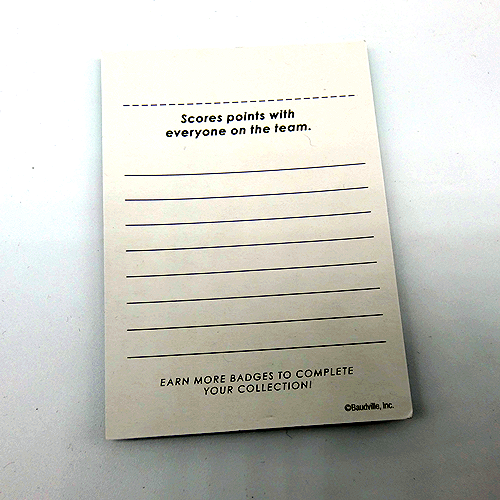 Scores points with
everyone on the team.
EARN MORE BADGES TO COMPLETE
YOUR COLLECTION!
©Baudville, Inc.